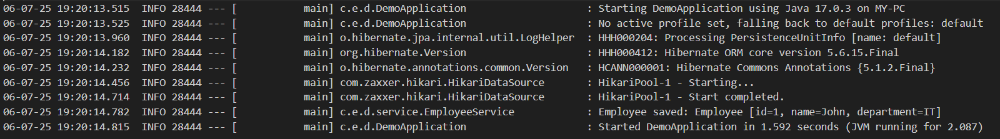 06-07-25 19:20:13.515  INFO 28444 --- [           main] c.e.d.DemoApplication                    : Starting DemoApplication using Java 17.0.3 on MY-PC
06-07-25 19:20:13.525  INFO 28444 --- [           main] c.e.d.DemoApplication                    : No active profile set, falling back to default profiles: default
06-07-25 19:20:13.960  INFO 28444 --- [           main] o.hibernate.jpa.internal.util.LogHelper  : HHH000204: Processing PersistenceUnitInfo [name: default]
06-07-25 19:20:14.182  INFO 28444 --- [           main] org.hibernate.Version                    : HHH000412: Hibernate ORM core version 5.6.15.Final
06-07-25 19:20:14.232  INFO 28444 --- [           main] o.hibernate.annotations.common.Version   : HCANN000001: Hibernate Commons Annotations {5.1.2.Final}
06-07-25 19:20:14.456  INFO 28444 --- [           main] com.zaxxer.hikari.HikariDataSource       : HikariPool-1 - Starting...
06-07-25 19:20:14.714  INFO 28444 --- [           main] com.zaxxer.hikari.HikariDataSource       : HikariPool-1 - Start completed.
06-07-25 19:20:14.782  INFO 28444 --- [           main] c.e.d.service.EmployeeService            : Employee saved: Employee [id=1, name=John, department=IT]
06-07-25 19:20:14.815  INFO 28444 --- [           main] c.e.d.DemoApplication                    : Started DemoApplication in 1.592 seconds (JVM running for 2.087)